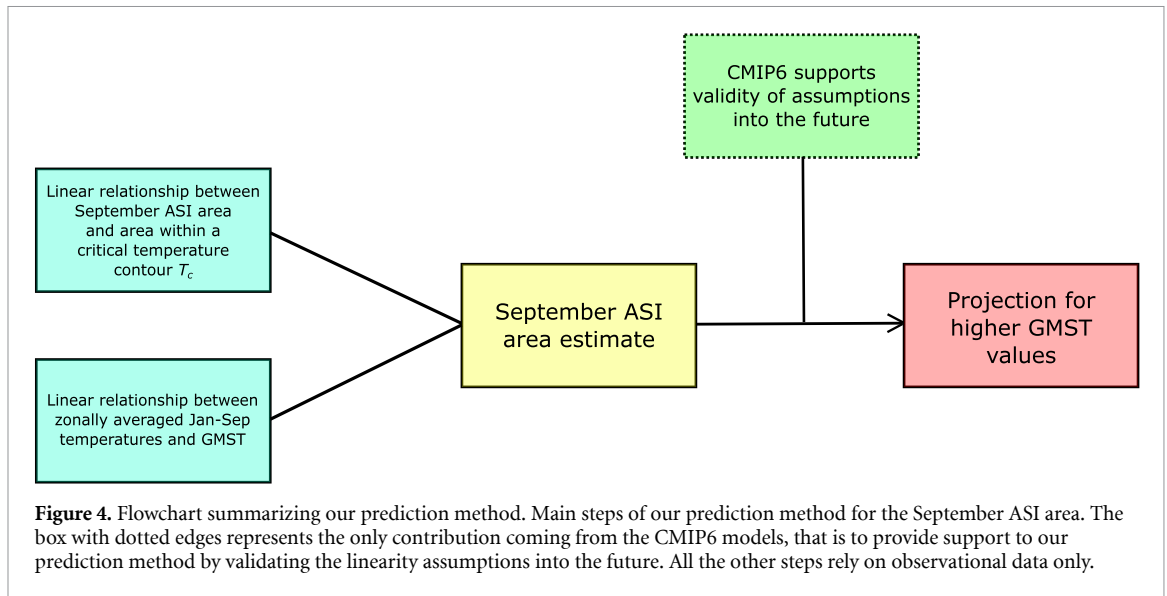 CMIP6 supports
validity of assumptions
into the future
Linear relationship between
September ASI area
and area within a
critical temperature
contour Tc
September ASI
area estimate
Projection for
higher GMST
values
Linear relationship between
zonally averaged Jan-Sep
temperatures and GMST
Figure 4. Flowchart summarizing our prediction method. Main steps of our prediction method for the September ASI area. The
box with dotted edges represents the only contribution coming from the CMIP6 models, that is to provide support to our
prediction method by validating the linearity assumptions into the future. All the other steps rely on observational data only.